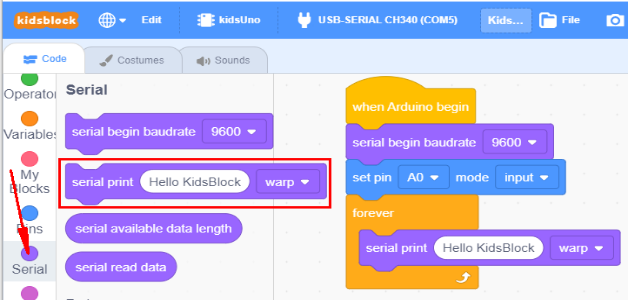 kidsblock Edit kidsUno USB-SERIAL CH340 (COM5) Kids... File
Code Costumes Sounds
Operator
Variables
My
Blocks
Pins
Serial
Serial
serial begin baudrate 9600
serial print Hello KidsBlock warp
serial available data length
serial read data
when Arduino begin
serial begin baudrate 9600
set pin A0 mode input
forever
serial print Hello KidsBlock warp